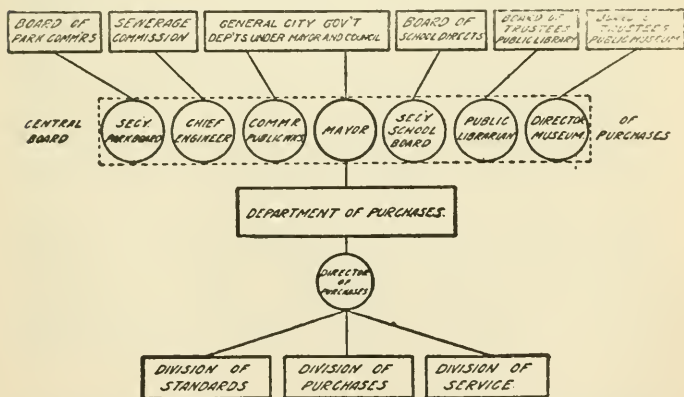 BOARD OF
PARK COMM'RS
SEWERAGE
COMMISSION
GENERAL CITY GOV'T
DEP'TS UNDER MAYOR AND COUNCIL
BOARD OF
SCHOOL DIRECTS
BOARD OF
TRUSTEES
PUBLIC LIBRARY
BOARD OF
TRUSTEES
PUBLIC MUSEUM
CENTRAL
BOARD
SEC'Y.
PARK BOARD
CHIEF
ENGINEER
COMM'R
PUBLIC WKS
MAYOR
SEC'Y
SCHOOL
BOARD
PUBLIC
LIBRARIAN
DIRECTOR
MUSEUM.
OF
PURCHASES
DEPARTMENT OF PURCHASES.
DIRECTOR
OF
PURCHASES
DIVISION OF
STANDARDS
DIVISION OF
PURCHASES
DIVISION OF
SERVICE.